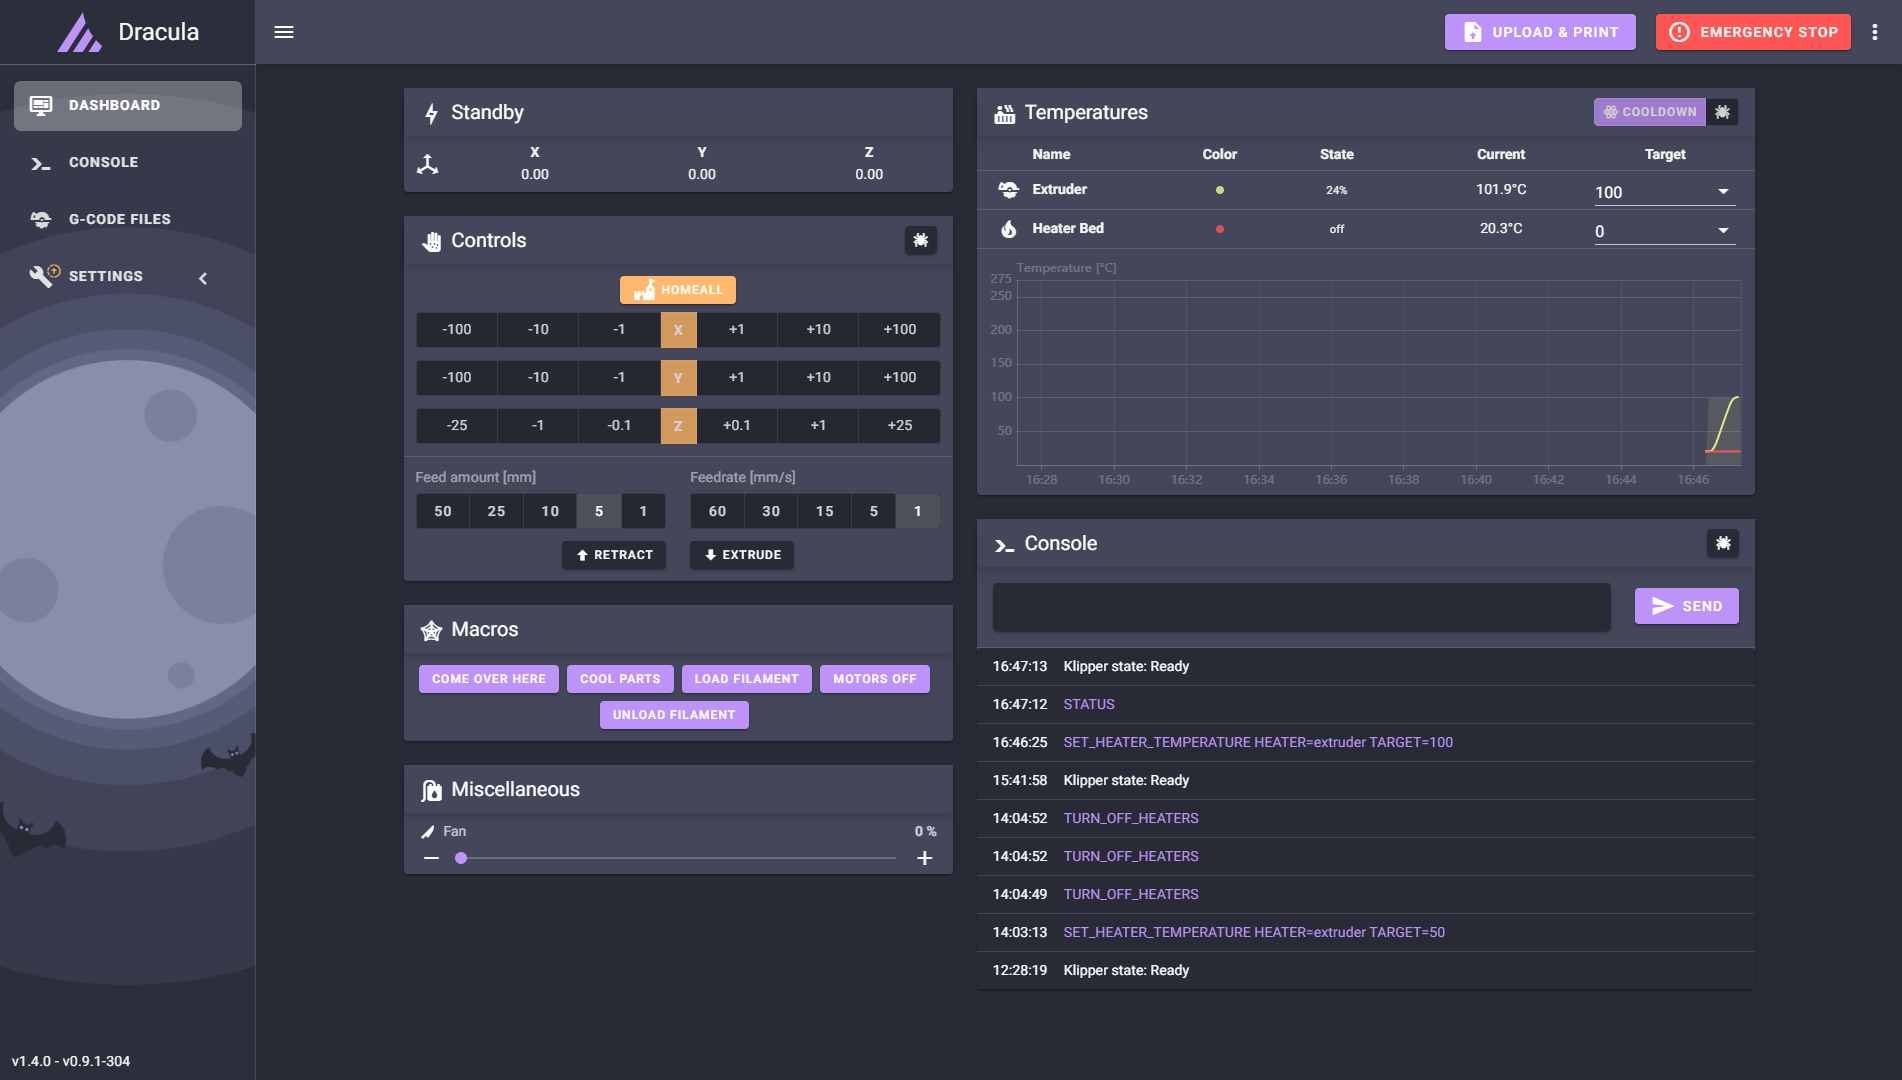 Dracula
UPLOAD & PRINT
EMERGENCY STOP
DASHBOARD
CONSOLE
G-CODE FILES
SETTINGS
v1.4.0 - v0.9.1-304
Standby
X Y Z
0.00 0.00 0.00
Controls
HOMEALL
-100 -10 -1 X +1 +10 +100
-100 -10 -1 Y +1 +10 +100
-25 -1 -0.1 Z +0.1 +1 +25
Feed amount [mm] Feedrate [mm/s]
50 25 10 5 1 60 30 15 5 1
RETRACT EXTRUDE
Macros
COME OVER HERE COOL PARTS LOAD FILAMENT MOTORS OFF
UNLOAD FILAMENT
Miscellaneous
Fan 0 %
Temperatures COOLDOWN
Name Color State Current Target
Extruder 24% 101.9°C 100
Heater Bed off 20.3°C 0
Temperature [°C]
275
250
200
150
100
50
16:28 16:30 16:32 16:34 16:36 16:38 16:40 16:42 16:44 16:46
Console
SEND
16:47:13 Klipper state: Ready
16:47:12 STATUS
16:46:25 SET_HEATER_TEMPERATURE HEATER=extruder TARGET=100
15:41:58 Klipper state: Ready
14:04:52 TURN_OFF_HEATERS
14:04:52 TURN_OFF_HEATERS
14:04:49 TURN_OFF_HEATERS
14:03:13 SET_HEATER_TEMPERATURE HEATER=extruder TARGET=50
12:28:19 Klipper state: Ready